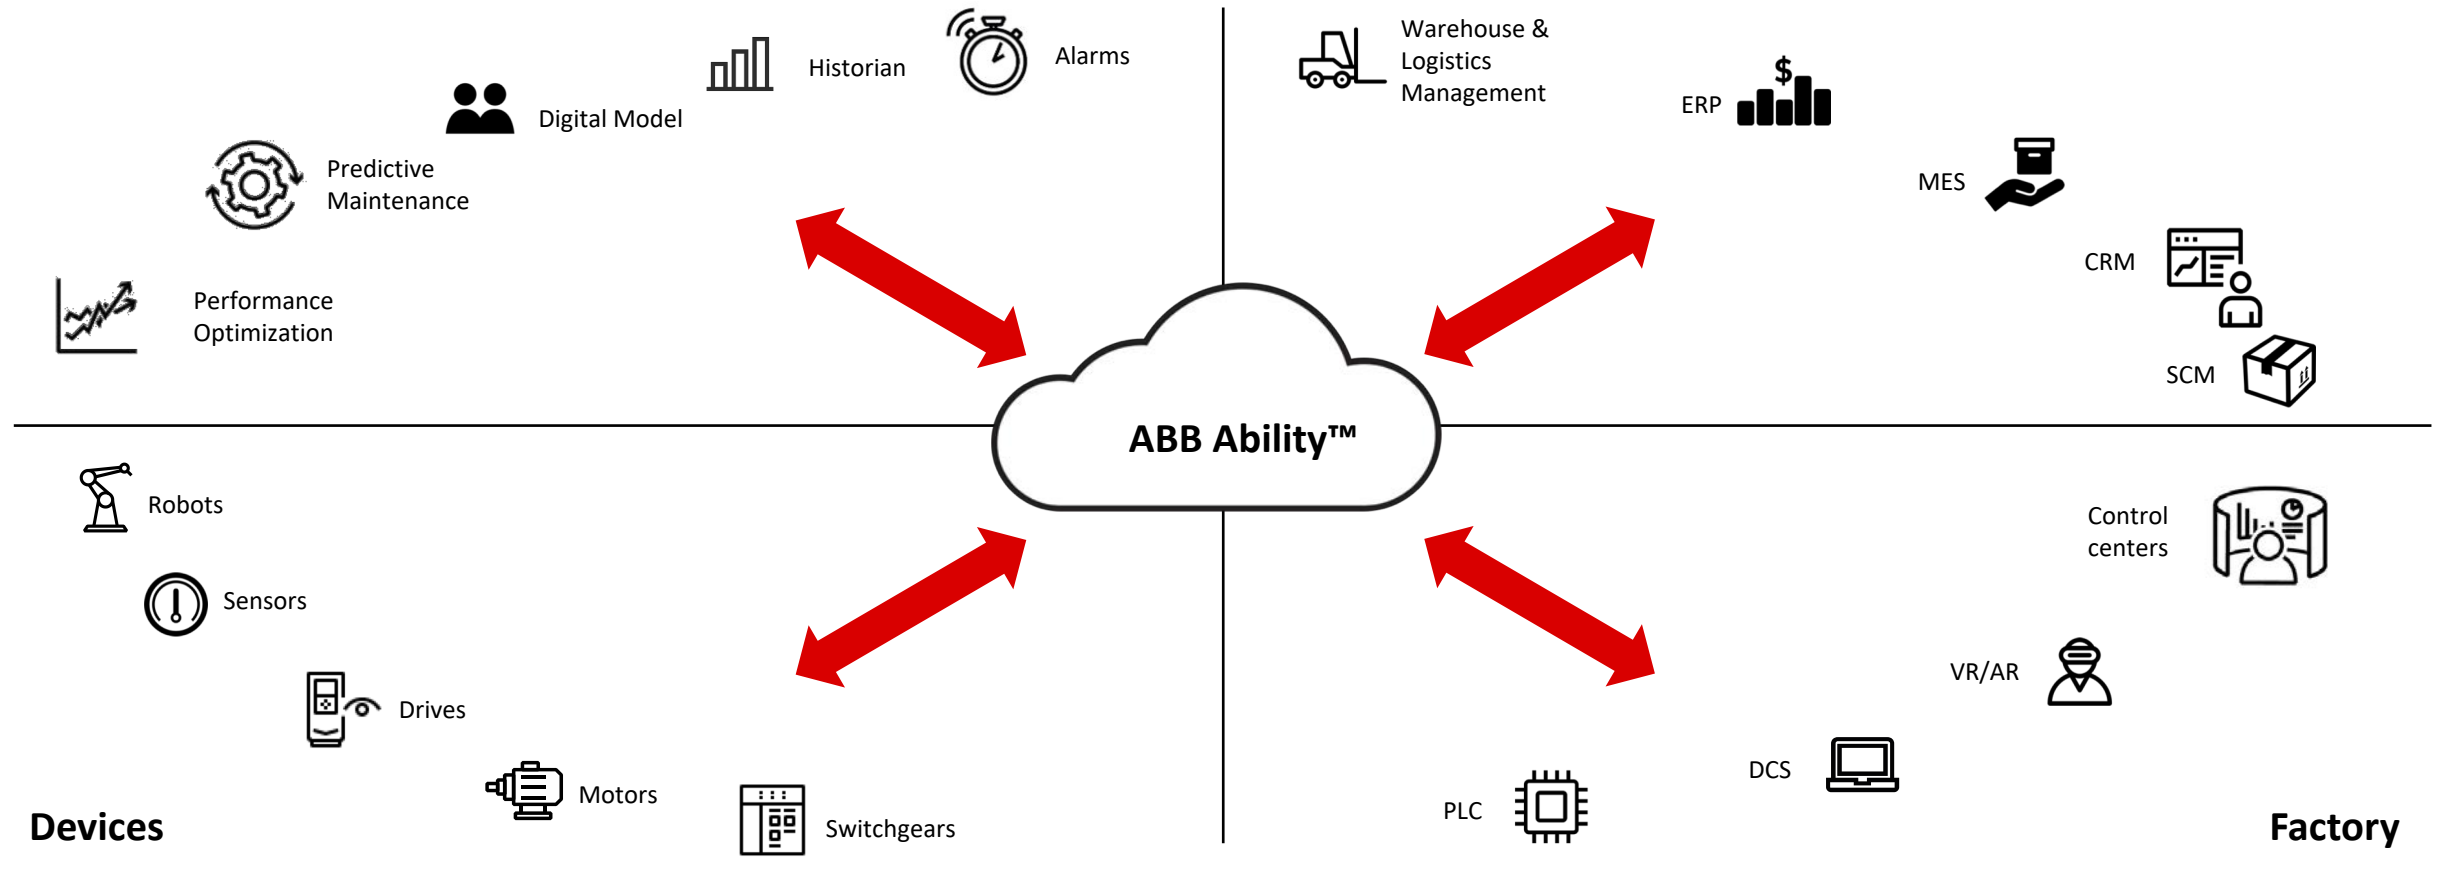 Alarms
Historian
Digital Model
Predictive
Maintenance
Performance
Optimization
Warehouse &
Logistics
Management
$
ERP
MES
CRM
SCM
ABB Ability™
Robots
Sensors
Drives
Motors
Switchgears
Devices
Control
centers
VR/AR
DCS
PLC
Factory